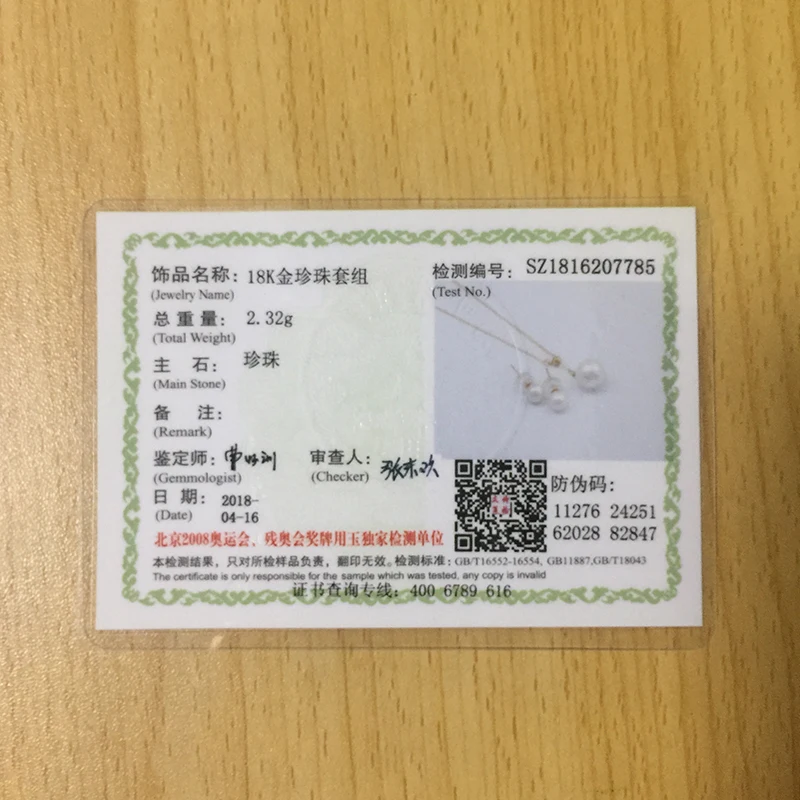 饰品名称: 18K金珍珠套组
(Jewelry Name)
检测编号: SZ1816207785
(Test No.)
总重量: 2.32g
(Total Weight)
主 石: 珍珠
(Main Stone)
备 注:
(Remark)
鉴定师:
(Gemmologist)
审查人: 张东欢
(Checker)
日 期: 2018-
(Date) 04-16
防伪码:
11276 24251
62028 82847
北京2008奥运会、残奥会奖牌用玉独家检测单位
本检测结果,只对所检样品负责,翻印无效。检测标准: GB/T16552-16554, GB11887,GB/T18043
The certificate is only responsible for the sample which was tested, any copy is invalid
证书查询专线: 400 6789 616